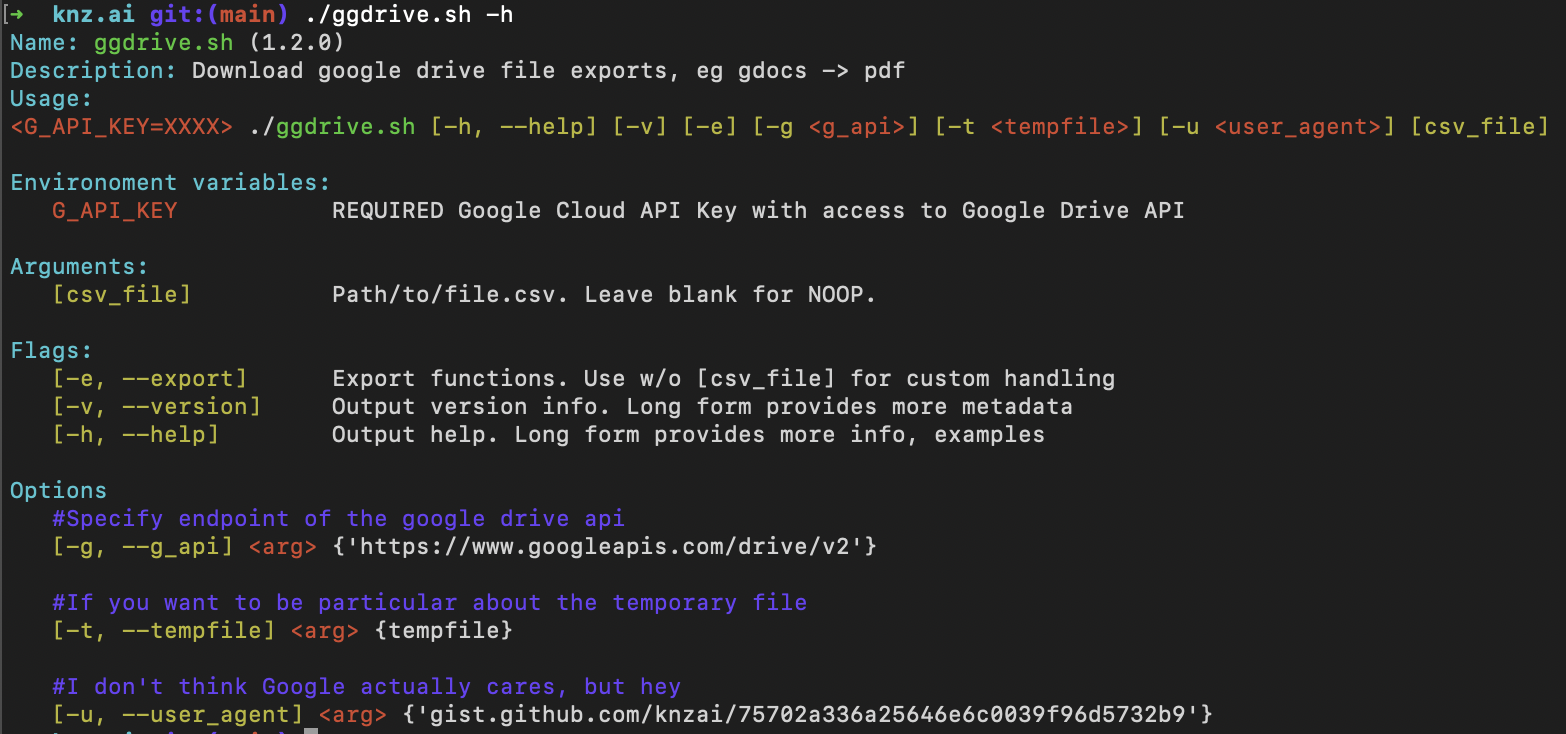 [➜ knz.ai git:(main) ./ggdrive.sh -h
Name: ggdrive.sh (1.2.0)
Description: Download google drive file exports, eg gdocs -> pdf
Usage:
<G_API_KEY=XXXX> ./ggdrive.sh [-h, --help] [-v] [-e] [-g <g_api>] [-t <tempfile>] [-u <user_agent>] [csv_file]
Environoment variables:
G_API_KEY REQUIRED Google Cloud API Key with access to Google Drive API
Arguments:
[csv_file] Path/to/file.csv. Leave blank for NOOP.
Flags:
[-e, --export] Export functions. Use w/o [csv_file] for custom handling
[-v, --version] Output version info. Long form provides more metadata
[-h, --help] Output help. Long form provides more info, examples
Options
#Specify endpoint of the google drive api
[-g, --g_api] <arg> {'https://www.googleapis.com/drive/v2'}
#If you want to be particular about the temporary file
[-t, --tempfile] <arg> {tempfile}
#I don't think Google actually cares, but hey
[-u, --user_agent] <arg> {'gist.github.com/knzai/75702a336a25646e6c0039f96d5732b9'}